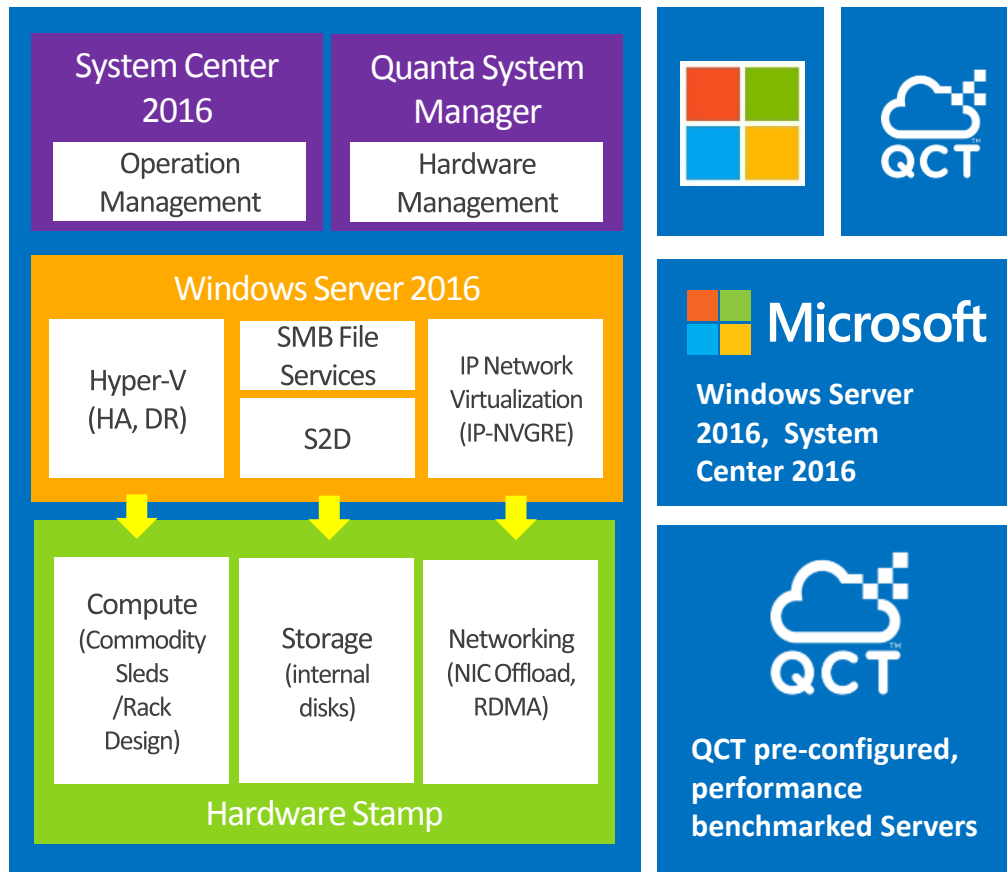 System Center
2016
Operation
Management
Quanta System
Manager
Hardware
Management
QCT™
Windows Server 2016
Hyper-V
(HA, DR)
SMB File
Services
S2D
IP Network
Virtualization
(IP-NVGRE)
Microsoft
Windows Server
2016, System
Center 2016
Compute
(Commodity
Sleds
/Rack
Design)
Storage
(internal
disks)
Networking
(NIC Offload,
RDMA)
Hardware Stamp
QCT™
QCT pre-configured,
performance
benchmarked Servers